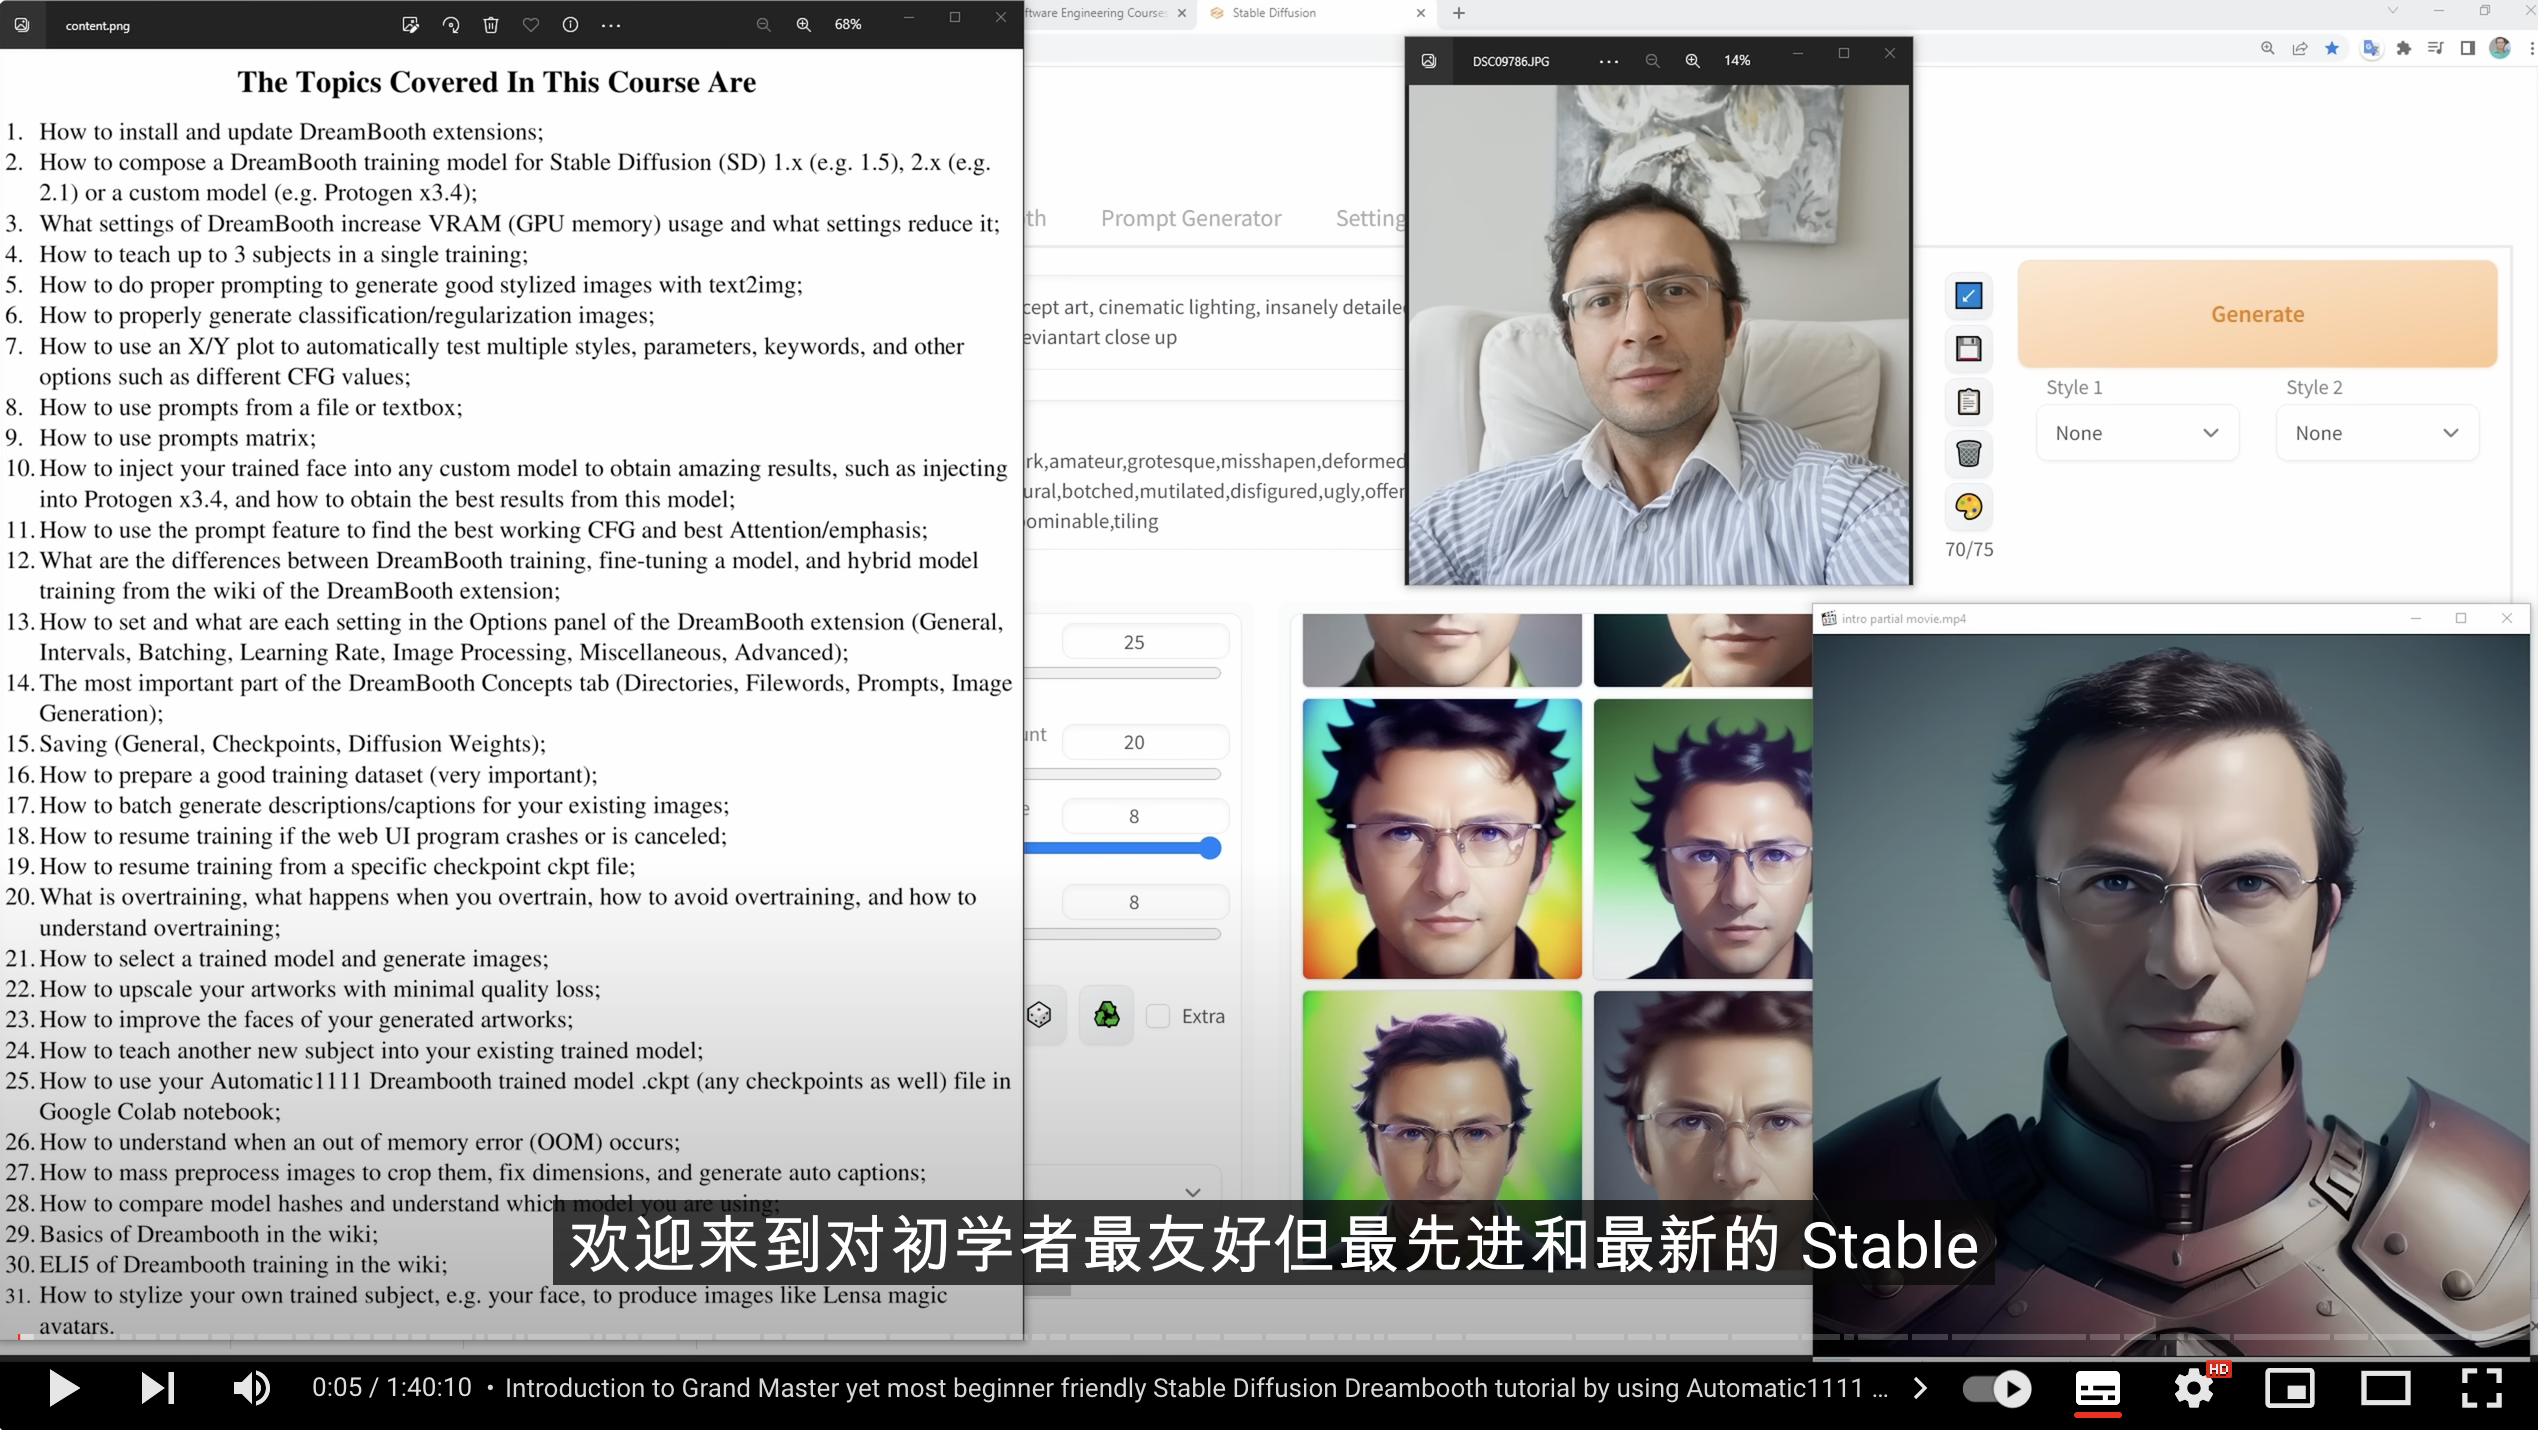 content.png
68%
The Topics Covered In This Course Are
1. How to install and update DreamBooth extensions;
2. How to compose a DreamBooth training model for Stable Diffusion (SD) 1.x (e.g. 1.5), 2.x (e.g.
2.1) or a custom model (e.g. Protogen x3.4);
3. What settings of DreamBooth increase VRAM (GPU memory) usage and what settings reduce it;
4. How to teach up to 3 subjects in a single training;
5. How to do proper prompting to generate good stylized images with text2img;
6. How to properly generate classification/regularization images;
7. How to use an X/Y plot to automatically test multiple styles, parameters, keywords, and other
options such as different CFG values;
8. How to use prompts from a file or textbox;
9. How to use prompts matrix;
10. How to inject your trained face into any custom model to obtain amazing results, such as injecting
into Protogen x3.4, and how to obtain the best results from this model;
11. How to use the prompt feature to find the best working CFG and best Attention/emphasis;
12. What are the differences between DreamBooth training, fine-tuning a model, and hybrid model
training from the wiki of the DreamBooth extension;
13. How to set and what are each setting in the Options panel of the DreamBooth extension (General,
Intervals, Batching, Learning Rate, Image Processing, Miscellaneous, Advanced);
14. The most important part of the DreamBooth Concepts tab (Directories, Filewords, Prompts, Image
Generation);
15. Saving (General, Checkpoints, Diffusion Weights);
16. How to prepare a good training dataset (very important);
17. How to batch generate descriptions/captions for your existing images;
18. How to resume training if the web UI program crashes or is canceled;
19. How to resume training from a specific checkpoint ckpt file;
20. What is overtraining, what happens when you overtrain, how to avoid overtraining, and how to
understand overtraining;
21. How to select a trained model and generate images;
22. How to upscale your artworks with minimal quality loss;
23. How to improve the faces of your generated artworks;
24. How to teach another new subject into your existing trained model;
25. How to use your Automatic1111 Dreambooth trained model .ckpt (any checkpoints as well) file in
Google Colab notebook;
26. How to understand when an out of memory error (OOM) occurs;
27. How to mass preprocess images to crop them, fix dimensions, and generate auto captions;
28. How to compare model hashes and understand which model you are using;
29. Basics of Dreambooth in the wiki;
30. ELI5 of Dreambooth training in the wiki;
31. How to stylize your own trained subject, e.g. your face, to produce images like Lensa magic
avatars.
ftware Engineering Courses
Stable Diffusion
th
Prompt Generator
Setting
cept art, cinematic lighting, insanely detaile
eviantart close up
rk,amateur,grotesque,misshapen,deformed
ural,botched,mutilated,disfigured,ugly,offer
ominable,tiling
DSC09786.JPG
14%
Generate
Style 1
Style 2
None
None
70/75
25
unt
20
e
8
8
Extra
intro partial movie.mp4
欢迎来到对初学者最友好但最先进和最新的 Stable
0:05 / 1:40:10 • Introduction to Grand Master yet most beginner friendly Stable Diffusion Dreambooth tutorial by using Automatic1111 ...
HD